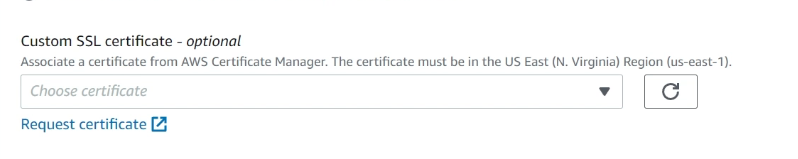 Custom SSL certificate - optional
Associate a certificate from AWS Certificate Manager. The certificate must be in the US East (N. Virginia) Region (us-east-1).
Choose certificate
Request certificate